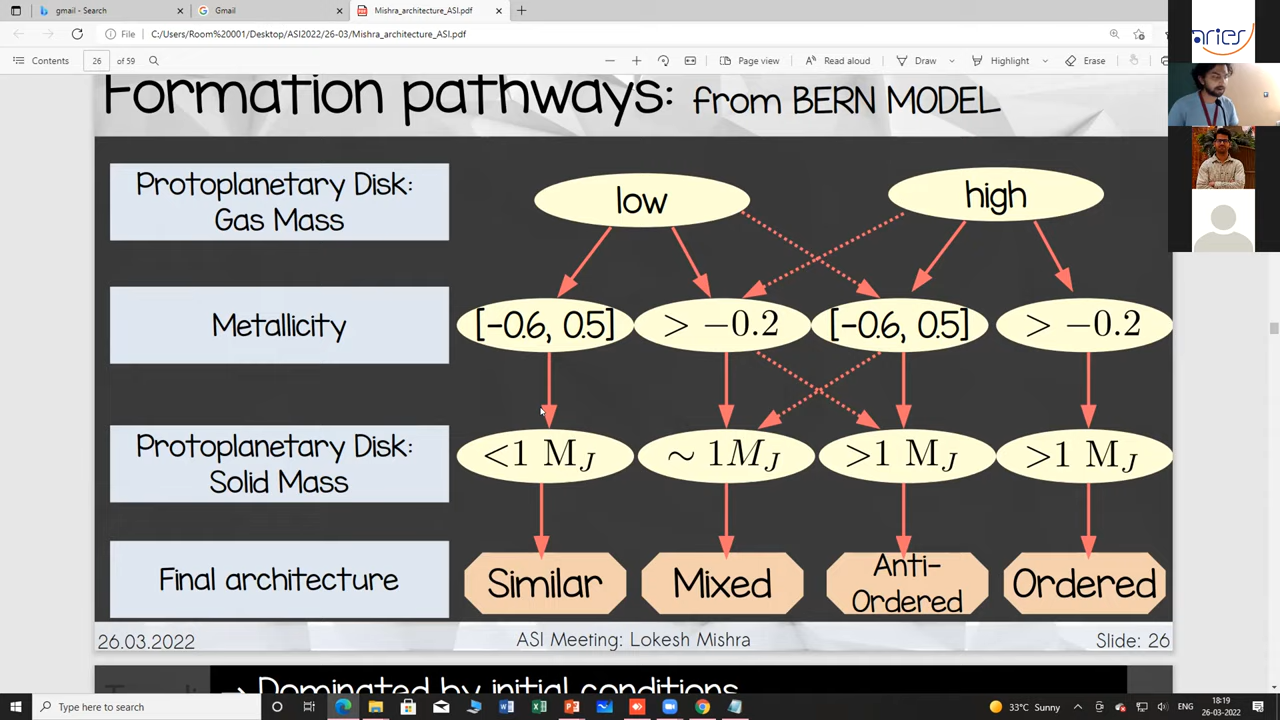 gmail - Search
Gmail
Mishra_architecture_ASI.pdf
File
C:/Users/Room%20001/Desktop/ASI2022/26-03/Mishra_architecture_ASI.pdf
Contents
26
of 59
Page view
Read aloud
Draw
Highlight
Erase
aries
Formation pathways: from BERN MODEL
Protoplanetary Disk:
Gas Mass
low
high
Metallicity
[-0.6, 0.5]
> −0.2
[-0.6, 0.5]
> −0.2
Protoplanetary Disk:
Solid Mass
<1 M_J
∼ 1M_J
>1 M_J
>1 M_J
Final architecture
Similar
Mixed
Anti-
Ordered
Ordered
26.03.2022
ASI Meeting: Lokesh Mishra
Slide: 26
→ Dominated by initial conditions
Type here to search
33°C Sunny
ENG
18:19
26-03-2022